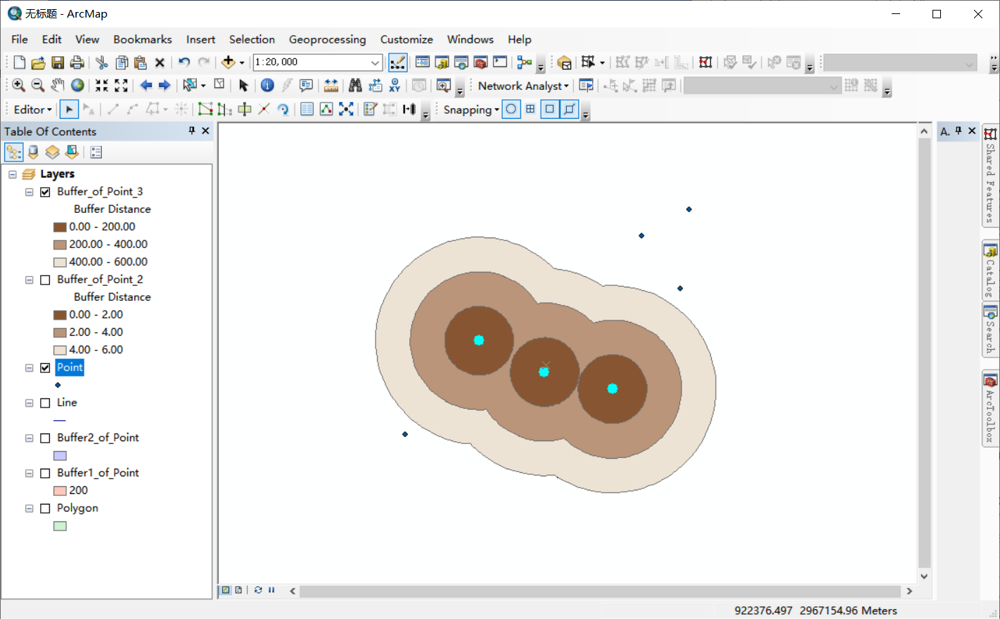 无标题 - ArcMap
File Edit View Bookmarks Insert Selection Geoprocessing Customize Windows Help
1:20,000
Network Analyst
Editor
Snapping
Table Of Contents
A.
Layers
Buffer_of_Point_3
Buffer Distance
0.00 - 200.00
200.00 - 400.00
400.00 - 600.00
Buffer_of_Point_2
Buffer Distance
0.00 - 2.00
2.00 - 4.00
4.00 - 6.00
Point
Line
Buffer2_of_Point
Buffer1_of_Point
200
Polygon
Shared Features
Catalog
Search
ArcToolbox
922376.497 2967154.96 Meters